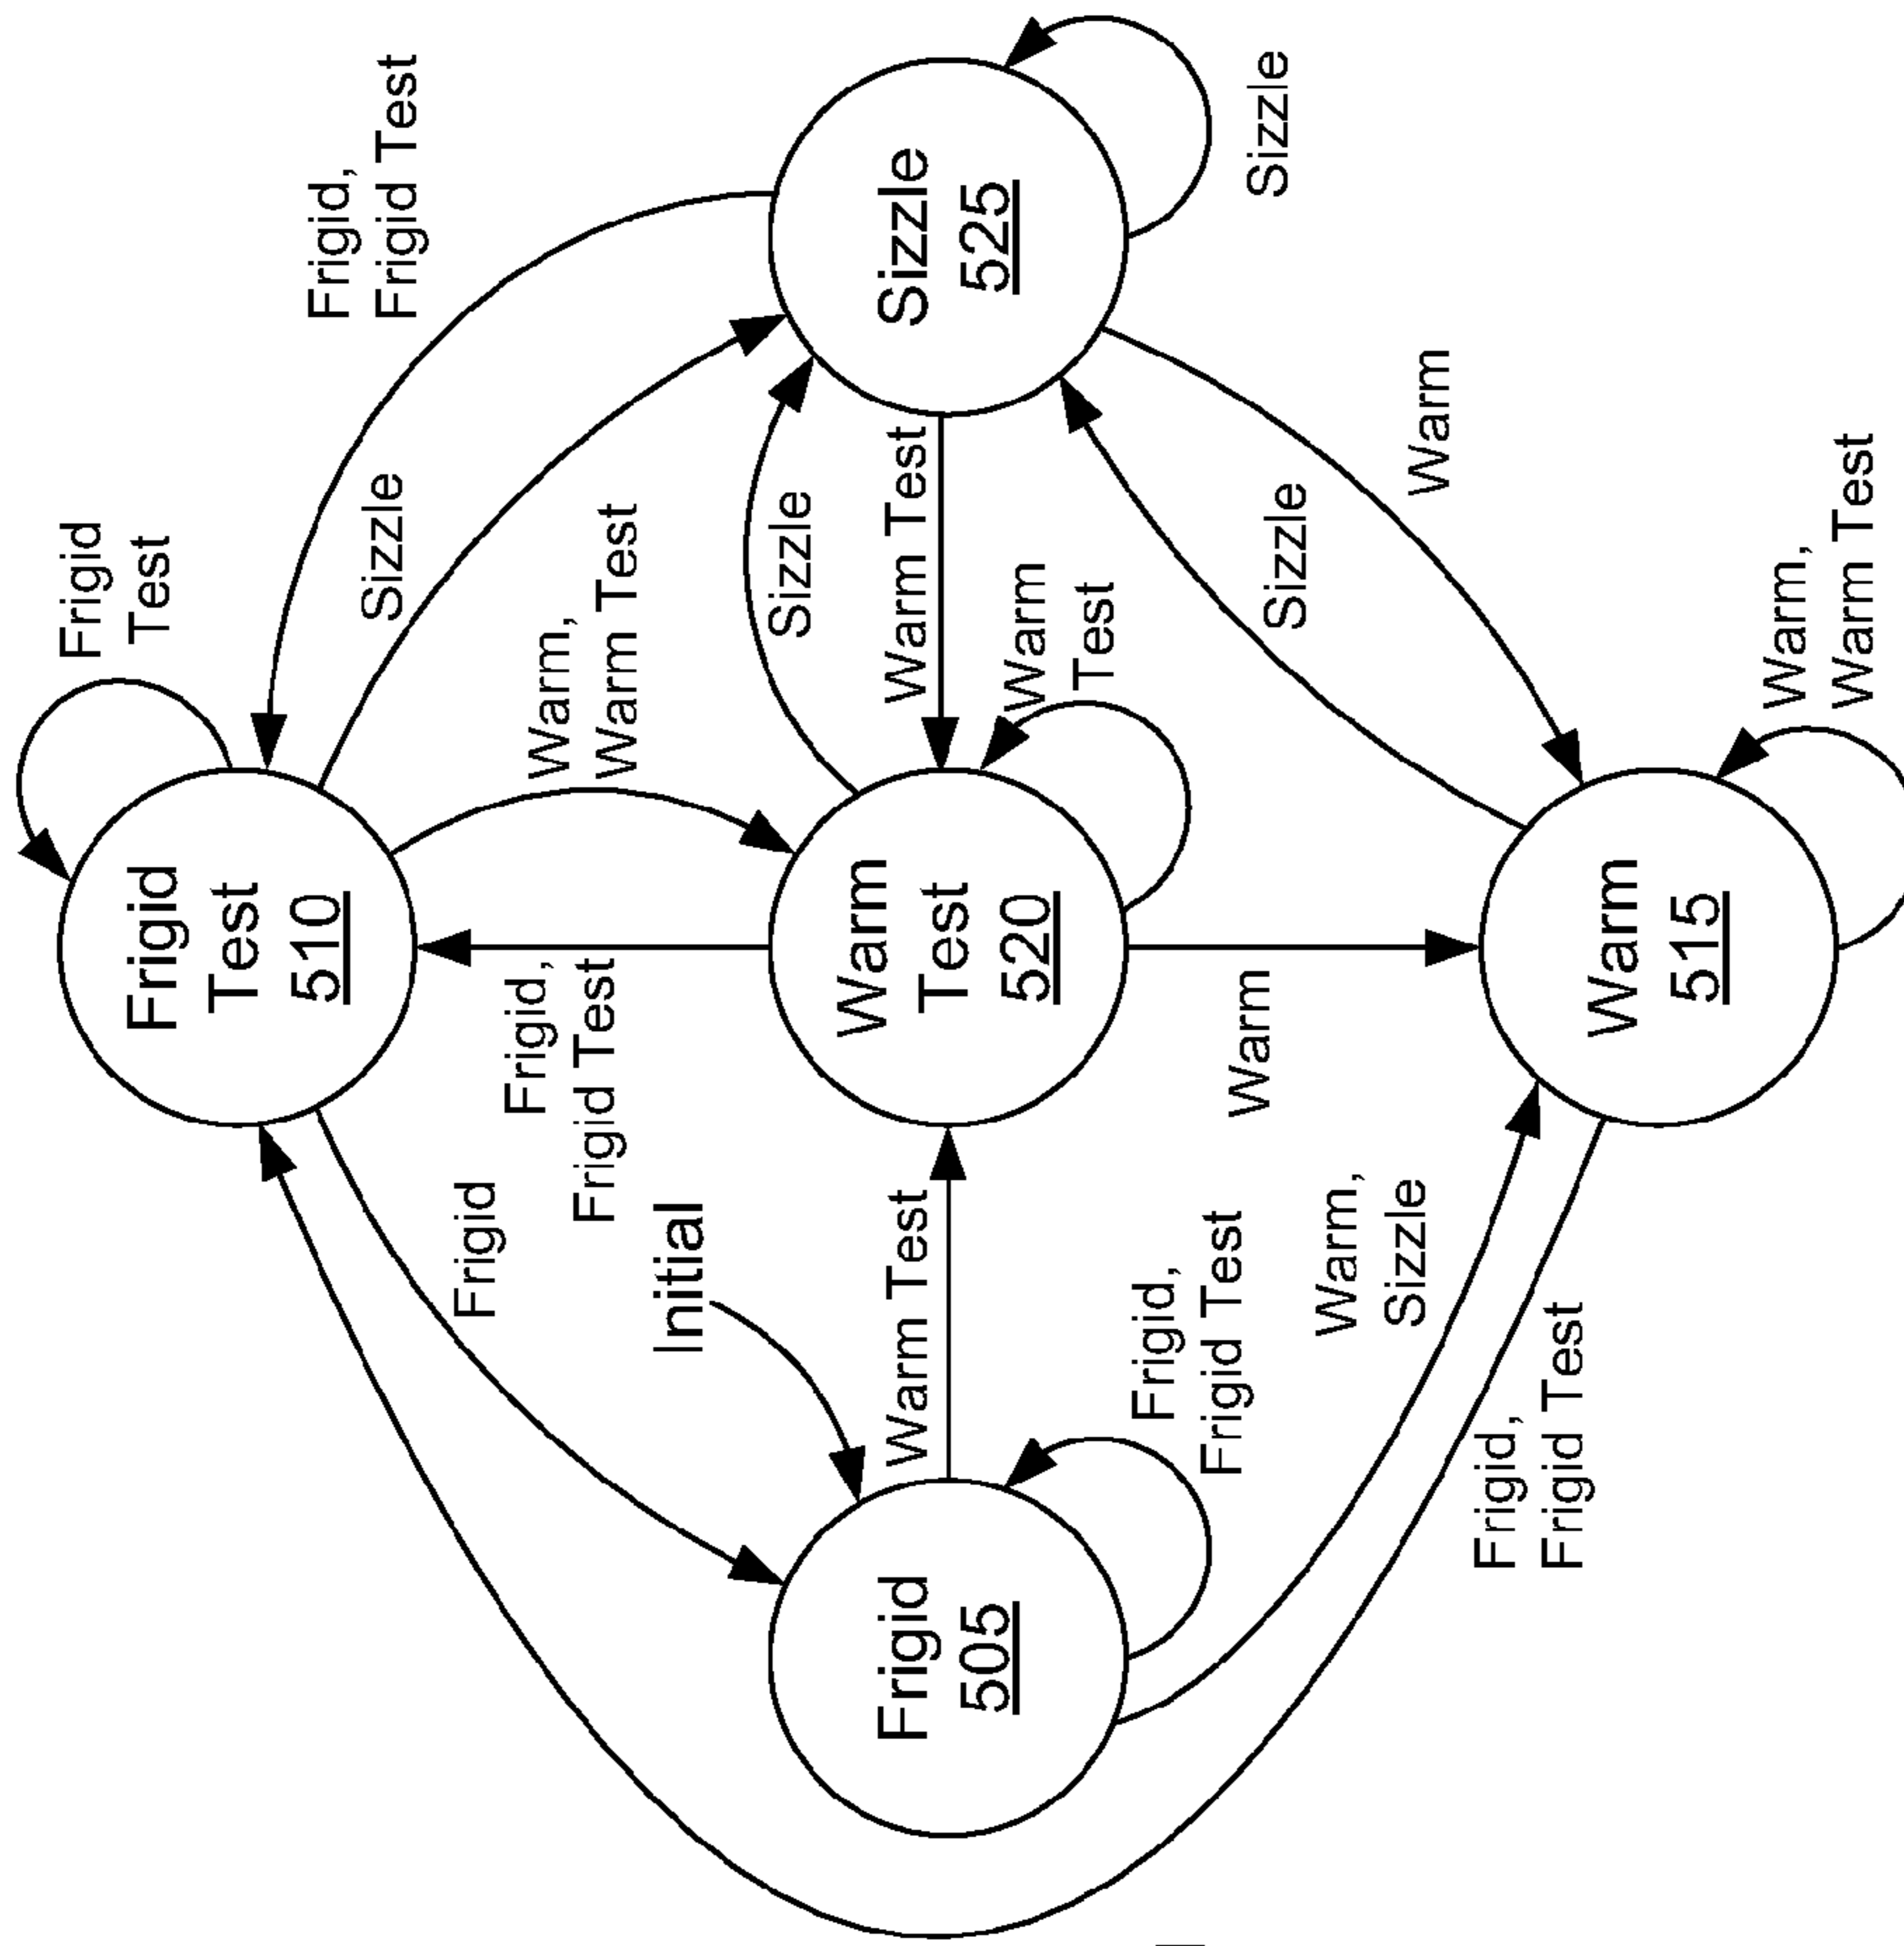 Frigid
Test
Frigid
Test
510
Frigid,
Frigid Test
Sizzle
Frigid
Frigid,
Frigid Test
Warm,
Warm Test
Initial
Sizzle
Frigid
505
Warm Test
Warm
Test
520
Warm Test
Sizzle
525
Warm
Test
Frigid,
Frigid Test
Warm
Sizzle
Sizzle
Warm,
Sizzle
Warm
Frigid,
Frigid Test
Warm
515
Warm,
Warm Test